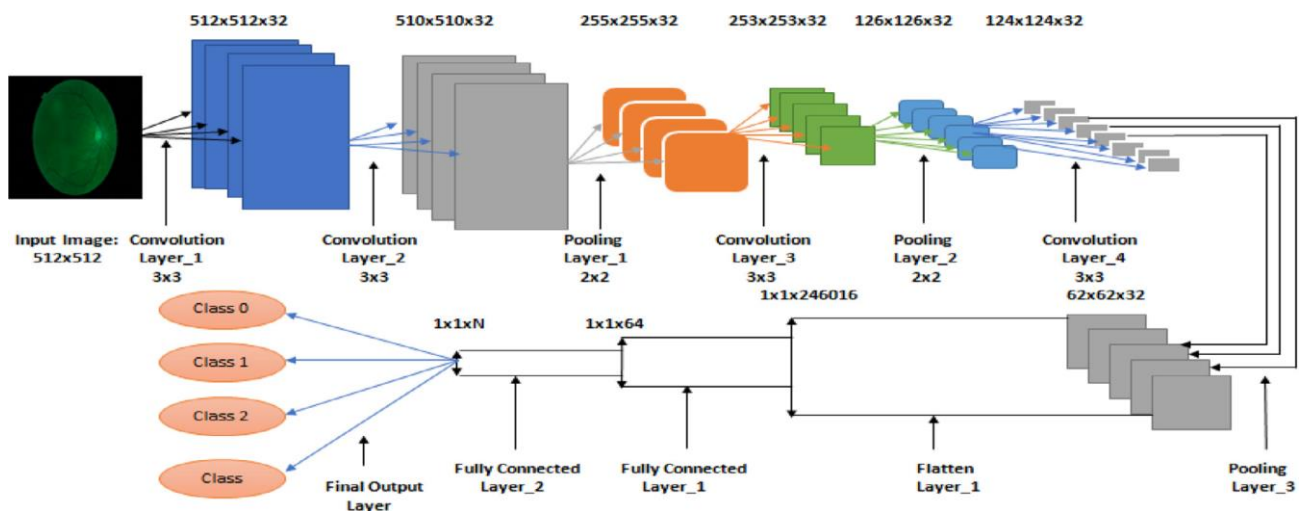 512x512x32
510x510x32
255x255x32
253x253x32
126x126x32
124x124x32
Input Image:
512x512
Convolution
Layer_1
3x3
Convolution
Layer_2
3x3
Pooling
Layer_1
2x2
Convolution
Layer_3
3x3
Pooling
Layer_2
2x2
Convolution
Layer_4
3x3
Class 0
Class 1
Class 2
Class
1x1xN
1x1x64
1x1x246016
62x62x32
Final Output
Layer
Fully Connected
Layer_2
Fully Connected
Layer_1
Flatten
Layer_1
Pooling
Layer_3